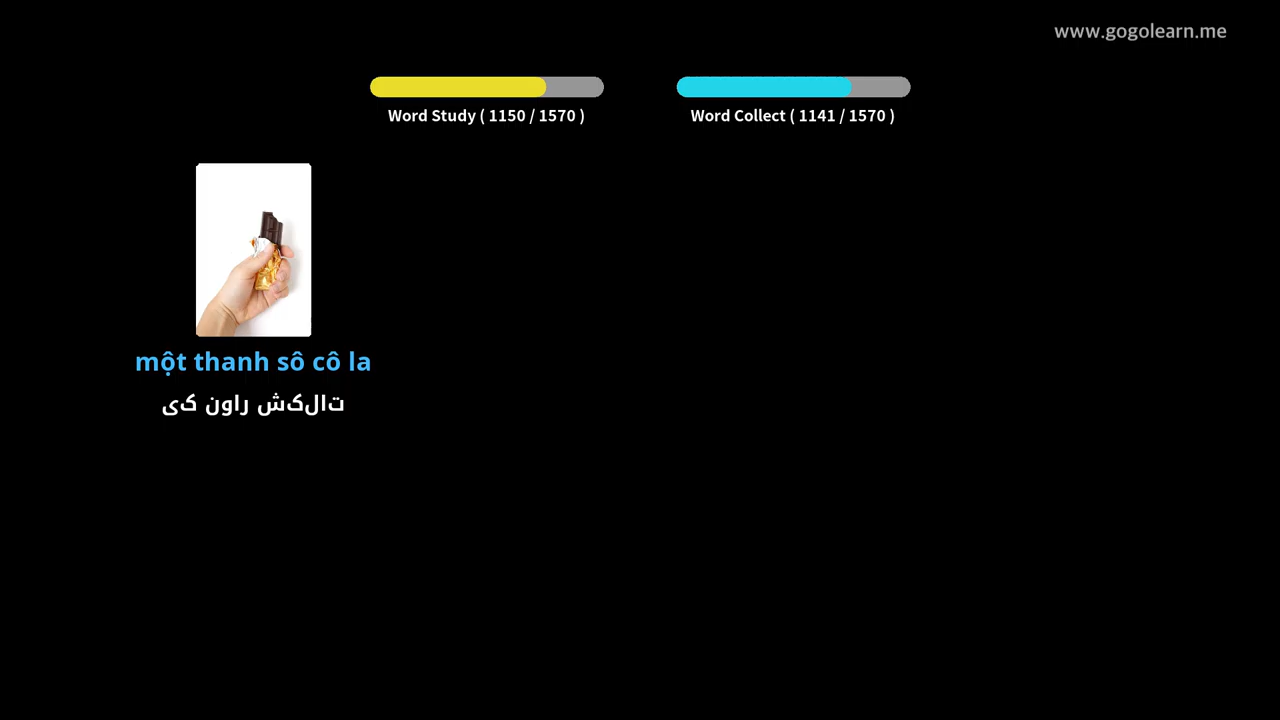 www.gogolearn.me
Word Study ( 1150 / 1570 )
Word Collect ( 1141 / 1570 )
một thanh sô cô la
تالکش راون کی